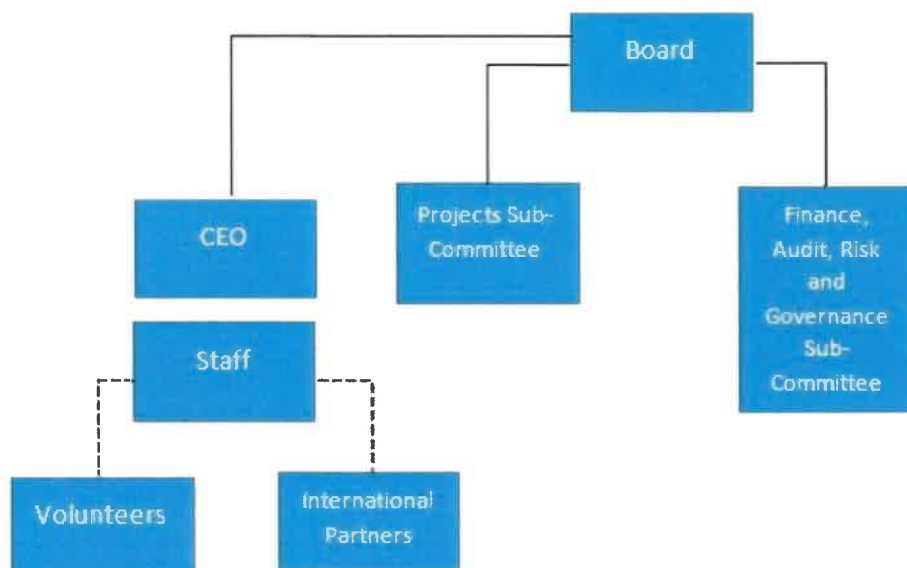 Board
CEO
Projects Sub-
Committee
Finance,
Audit, Risk
and
Governance
Sub-
Committee
Staff
Volunteers
International
Partners